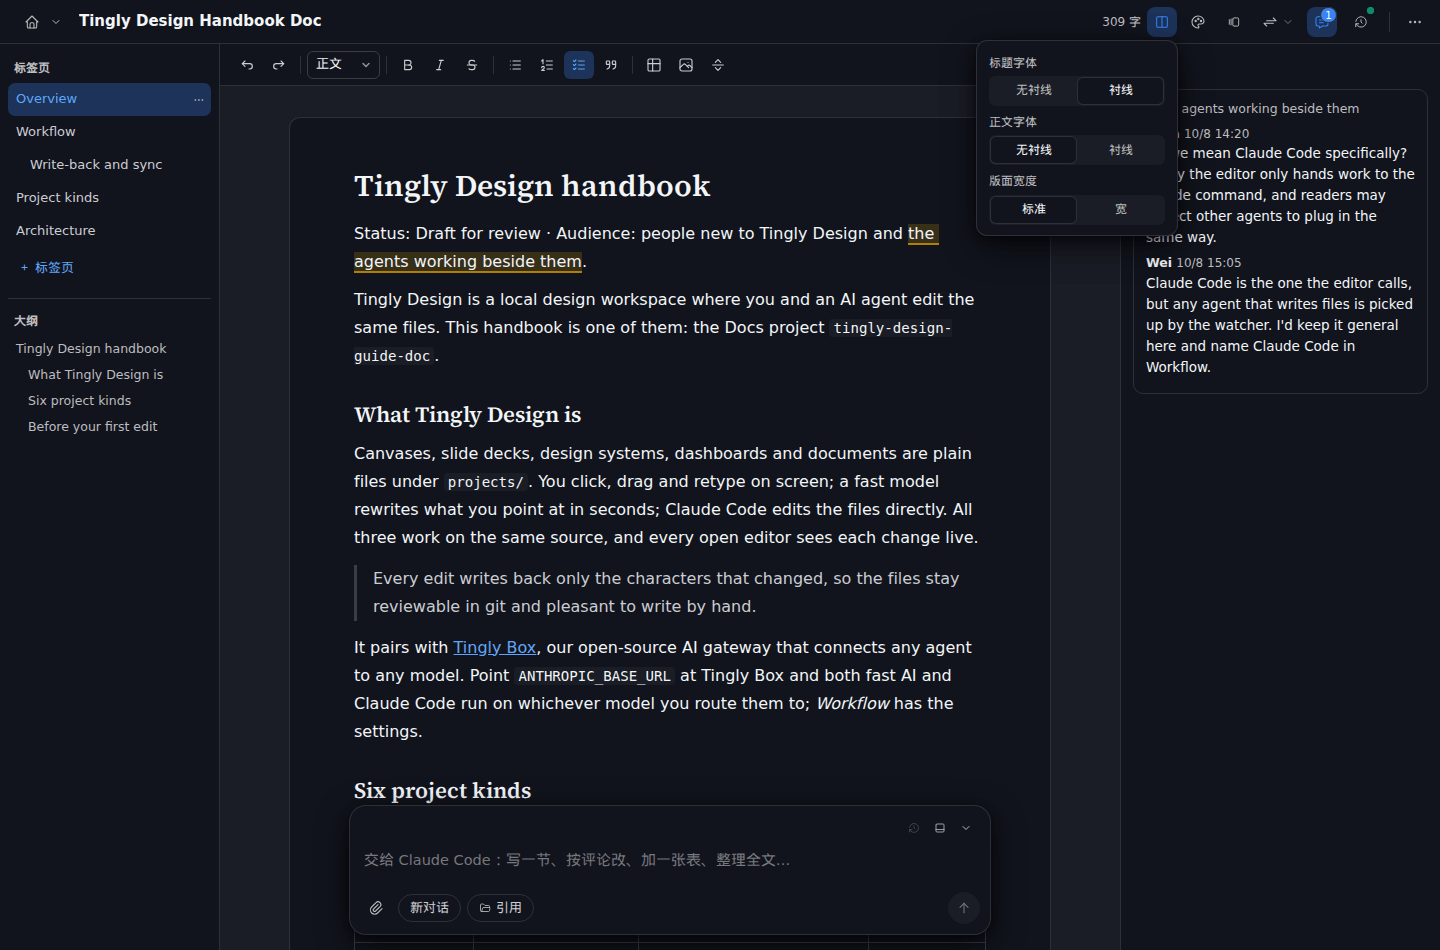 Tingly Design Handbook Doc
309 字
1
标签页
Overview
Workflow
Write-back and sync
Project kinds
Architecture
+ 标签页
大纲
Tingly Design handbook
What Tingly Design is
Six project kinds
Before your first edit
正文
Tingly Design handbook
Status: Draft for review · Audience: people new to Tingly Design and the
agents working beside them.
Tingly Design is a local design workspace where you and an AI agent edit the
same files. This handbook is one of them: the Docs project tingly-design-
guide-doc.
What Tingly Design is
Canvases, slide decks, design systems, dashboards and documents are plain
files under projects/. You click, drag and retype on screen; a fast model
rewrites what you point at in seconds; Claude Code edits the files directly. All
three work on the same source, and every open editor sees each change live.
Every edit writes back only the characters that changed, so the files stay
reviewable in git and pleasant to write by hand.
It pairs with Tingly Box, our open-source AI gateway that connects any agent
to any model. Point ANTHROPIC_BASE_URL at Tingly Box and both fast AI and
Claude Code run on whichever model you route them to; Workflow has the
settings.
Six project kinds
交给 Claude Code：写一节、按评论改、加一张表、整理全文…
新对话
引用
标题字体
无衬线
衬线
正文字体
无衬线
衬线
版面宽度
标准
宽
agents working beside them
10/8 14:20
mean Claude Code specifically?
the editor only hands work to the
command, and readers may
other agents to plug in the
same way.
Wei 10/8 15:05
Claude Code is the one the editor calls,
but any agent that writes files is picked
up by the watcher. I'd keep it general
here and name Claude Code in
Workflow.